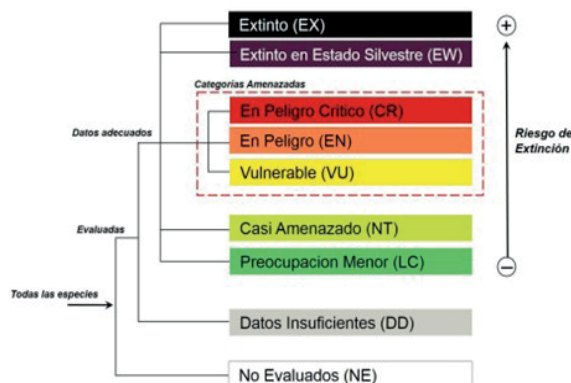 Extinto (EX)
Extinto en Estado Silvestre (EW)
Categorías Amenazadas
En Peligro Critico (CR)
Datos adecuados
En Peligro (EN)
Riesgo de
Extinción
Vulnerable (VU)
Evaluadas
Casi Amenazado (NT)
Preocupacion Menor (LC)
Todas las especies
Datos Insuficientes (DD)
No Evaluados (NE)